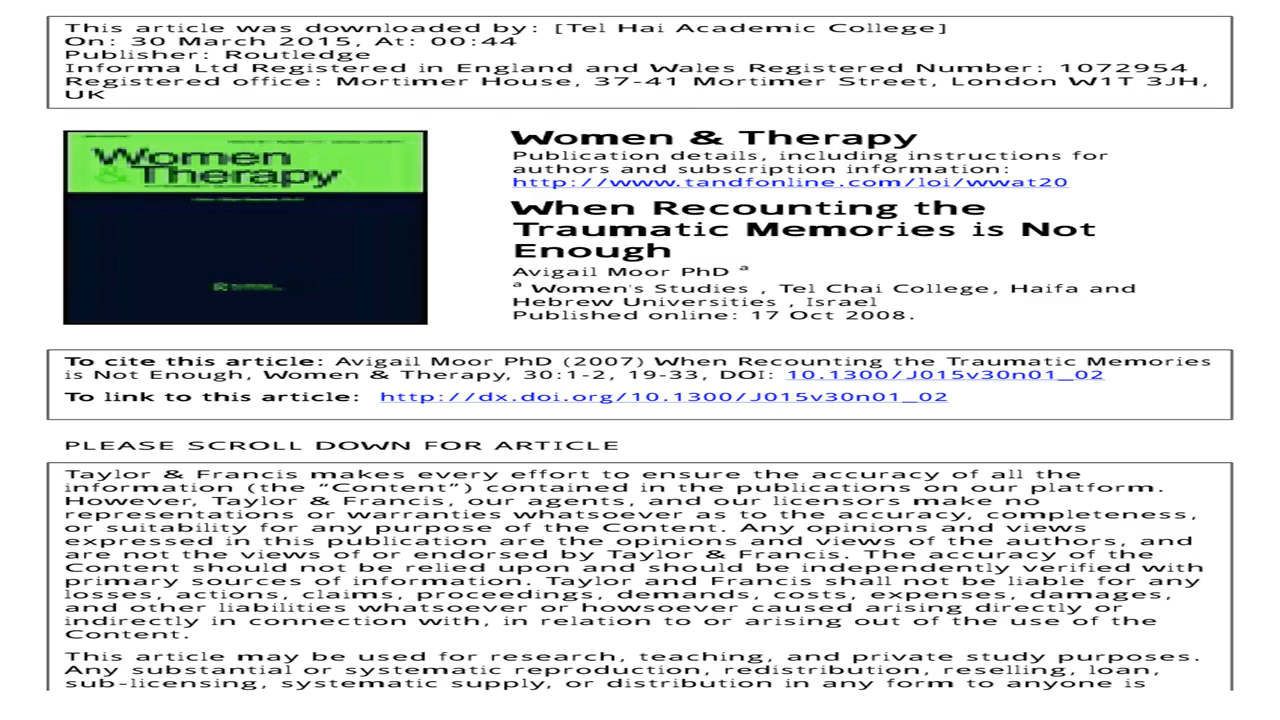 This article was downloaded by: [Tel Hai Academic College]
On: 30 March 2015, At: 00:44
Publisher: Routledge
Informa Ltd Registered in England and Wales Registered Number: 1072954
Registered office: Mortimer House, 37-41 Mortimer Street, London W1T 3JH,
UK
Women
& Therapy
Women & Therapy
Publication details, including instructions for
authors and subscription information:
http://www.tandfonline.com/loi/wwat20
When Recounting the
Traumatic Memories is Not
Enough
Avigail Moor PhD a
a Women's Studies , Tel Chai College, Haifa and
Hebrew Universities , Israel
Published online: 17 Oct 2008.
To cite this article: Avigail Moor PhD (2007) When Recounting the Traumatic Memories
is Not Enough, Women & Therapy, 30:1-2, 19-33, DOI: 10.1300/J015v30n01_02
To link to this article: http://dx.doi.org/10.1300/J015v30n01_02
PLEASE SCROLL DOWN FOR ARTICLE
Taylor & Francis makes every effort to ensure the accuracy of all the
information (the “Content”) contained in the publications on our platform.
However, Taylor & Francis, our agents, and our licensors make no
representations or warranties whatsoever as to the accuracy, completeness,
or suitability for any purpose of the Content. Any opinions and views
expressed in this publication are the opinions and views of the authors, and
are not the views of or endorsed by Taylor & Francis. The accuracy of the
Content should not be relied upon and should be independently verified with
primary sources of information. Taylor and Francis shall not be liable for any
losses, actions, claims, proceedings, demands, costs, expenses, damages,
and other liabilities whatsoever or howsoever caused arising directly or
indirectly in connection with, in relation to or arising out of the use of the
Content.
This article may be used for research, teaching, and private study purposes.
Any substantial or systematic reproduction, redistribution, reselling, loan,
sub-licensing, systematic supply, or distribution in any form to anyone is